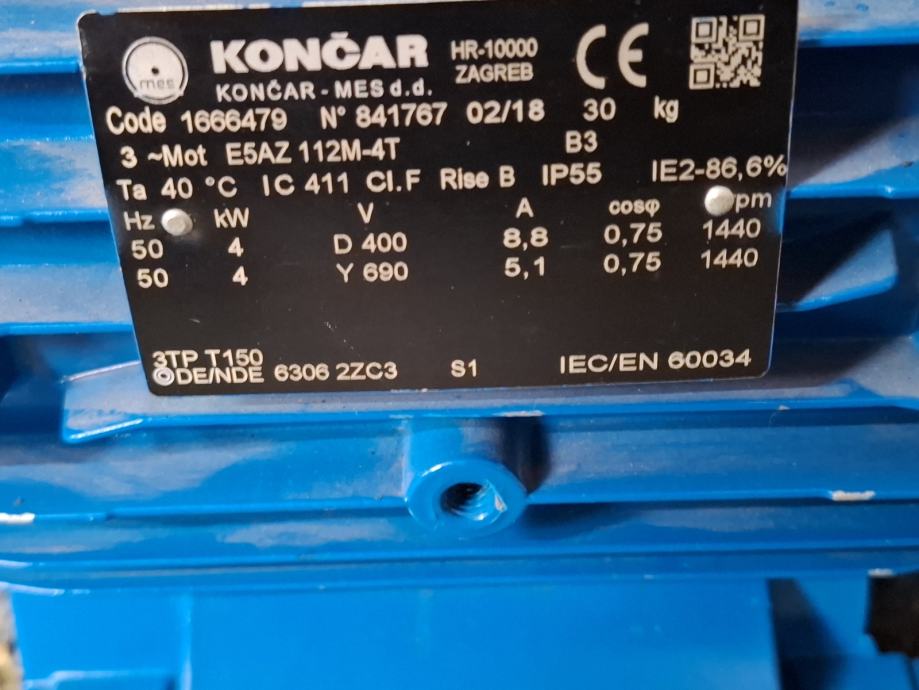 mes KONČAR HR-10000 ZAGREB CE
KONČAR - MES d.d.
Code 1666479 N° 841767 02/18 30 kg
3 ~Mot E5AZ 112M-4T B3
Ta 40 °C IC 411 Cl.F Rise B IP55 IE2-86,6%
Hz kW V A cosφ pm
50 4 D 400 8,8 0,75 1440
50 4 Y 690 5,1 0,75 1440
3TP T150
DE/NDE 6306 2ZC3 S1 IEC/EN 60034